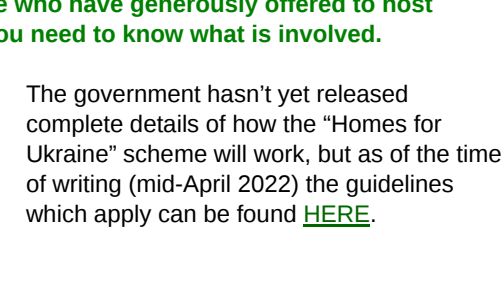 who have generously offered to host
you need to know what is involved.
The government hasn’t yet released
complete details of how the “Homes for
Ukraine” scheme will work, but as of the time
of writing (mid-April 2022) the guidelines
which apply can be found HERE.